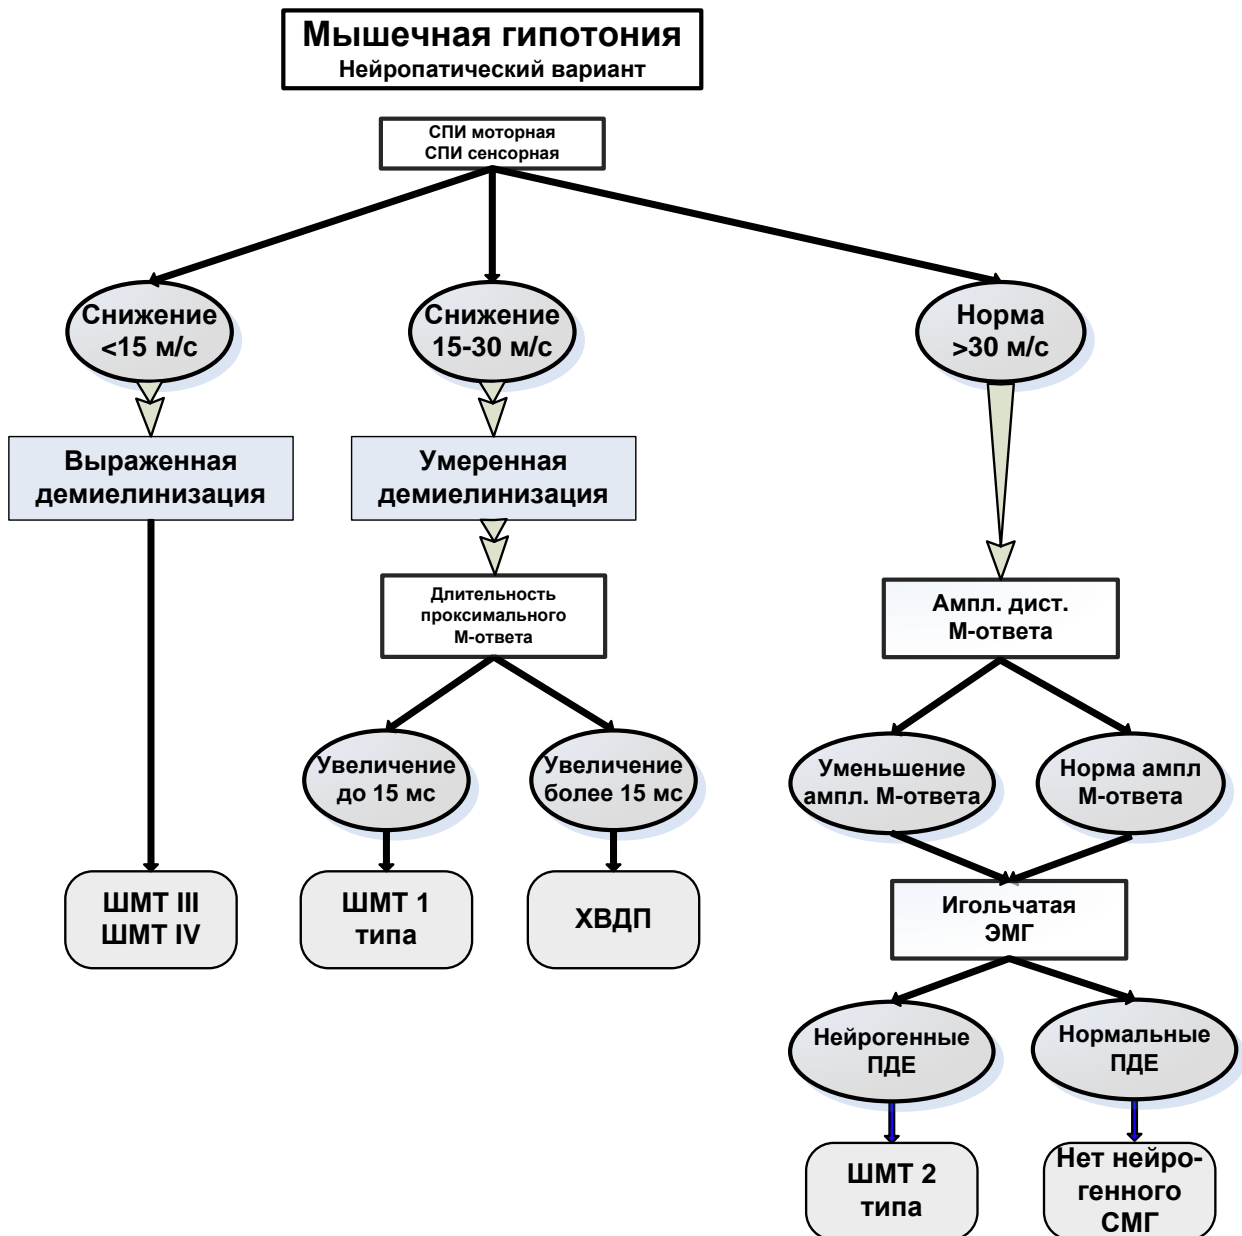 Мышечная гипотония
Нейропатический вариант
СПИ моторная
СПИ сенсорная
Снижение
<15 м/с
Снижение
15-30 м/с
Норма
>30 м/с
Выраженная
демиелинизация
Умеренная
демиелинизация
Длительность
проксимального
М-ответа
Ампл. дист.
М-ответа
Увеличение
до 15 мс
Увеличение
более 15 мс
Уменьшение
ампл. М-ответа
Норма ампл
М-ответа
ШМТ III
ШМТ IV
ШМТ 1
типа
ХВДП
Игольчатая
ЭМГ
Нейрогенные
ПДЕ
Нормальные
ПДЕ
ШМТ 2
типа
Нет нейро-
генного
СМГ